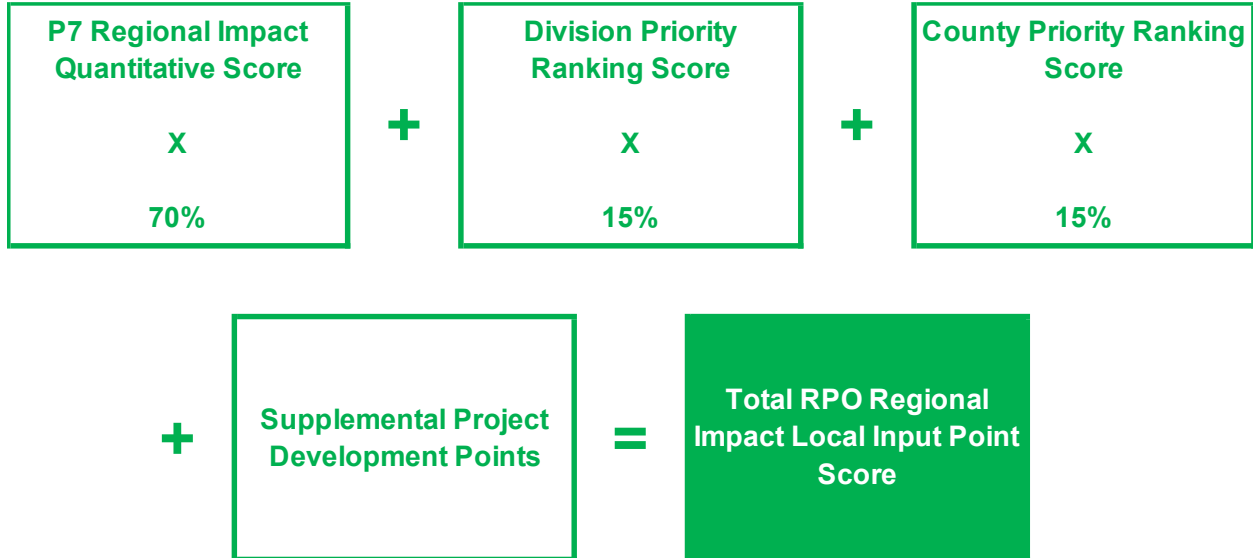 P7 Regional Impact
Quantitative Score
X
70%
+
Division Priority
Ranking Score
X
15%
+
County Priority Ranking
Score
X
15%
+
Supplemental Project
Development Points
=
Total RPO Regional
Impact Local Input Point
Score